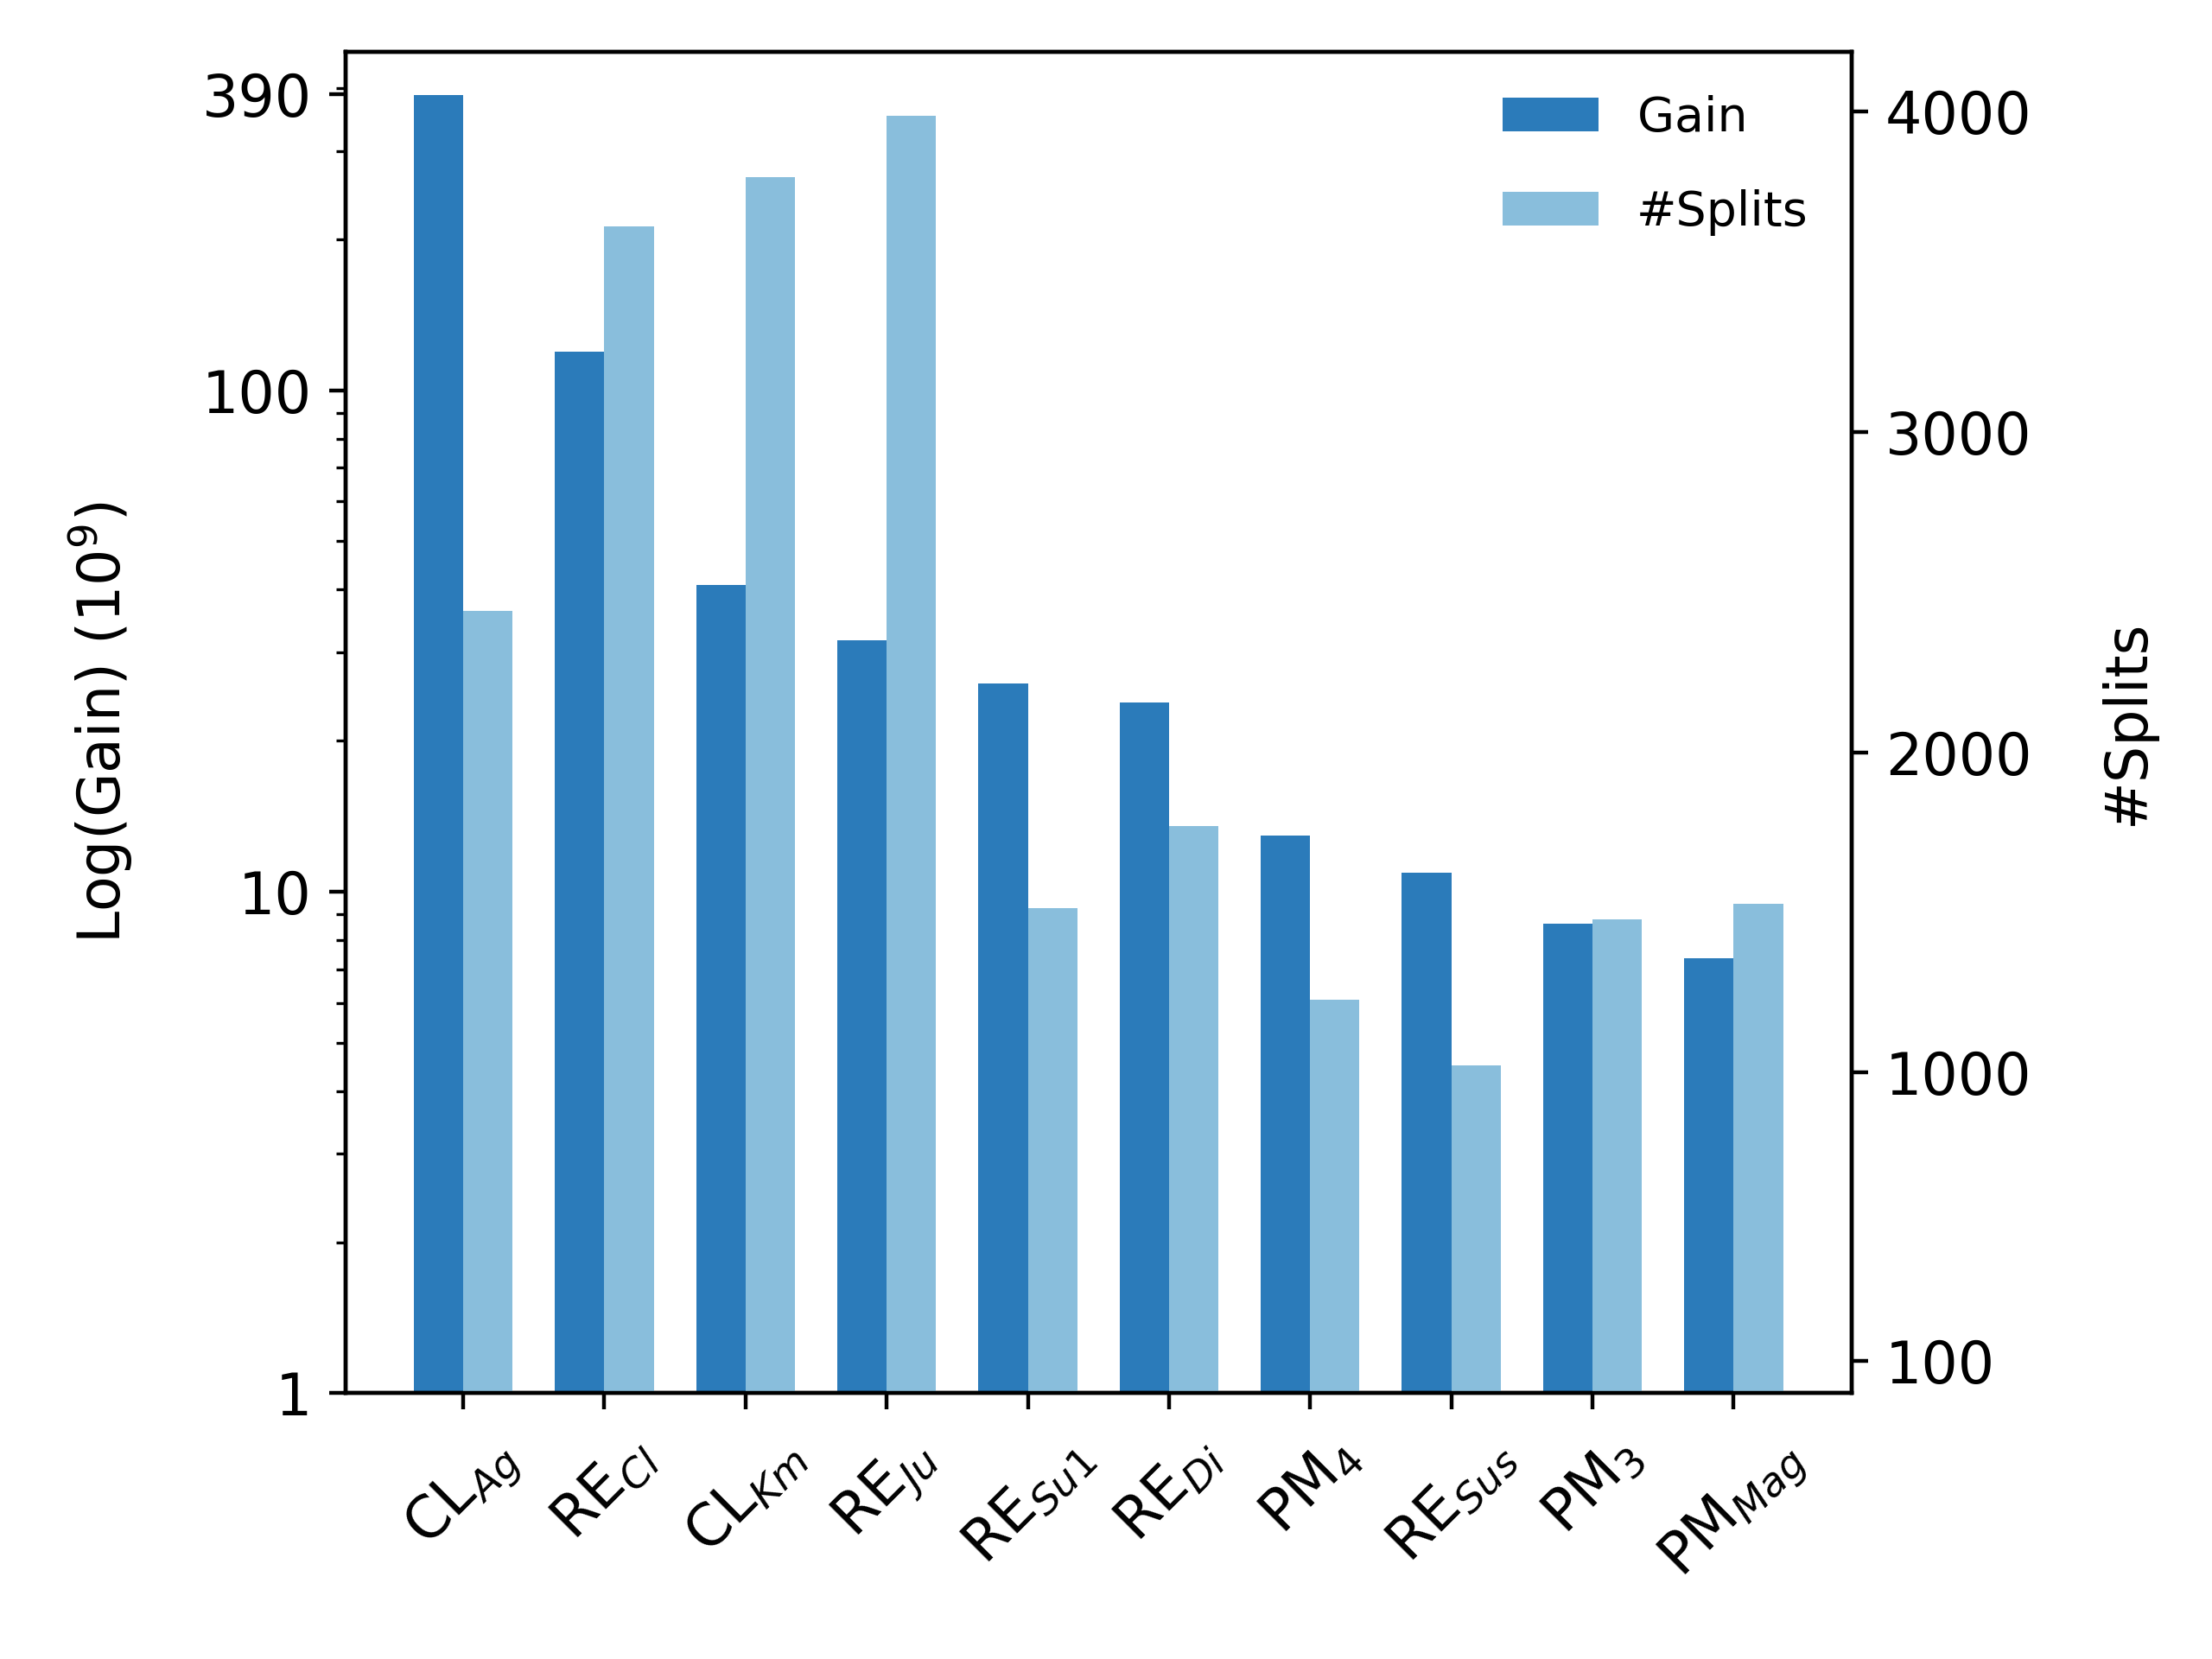 Log(Gain) (10⁹)
390
100
10
1
Gain
#Splits
4000
3000
2000
1000
100
#Splits
CL_Ag
RE_Cl
CL_Km
RE_Ju
RE_Su1
RE_Di
PM_4
RE_Sus
PM_3
PM_Mag